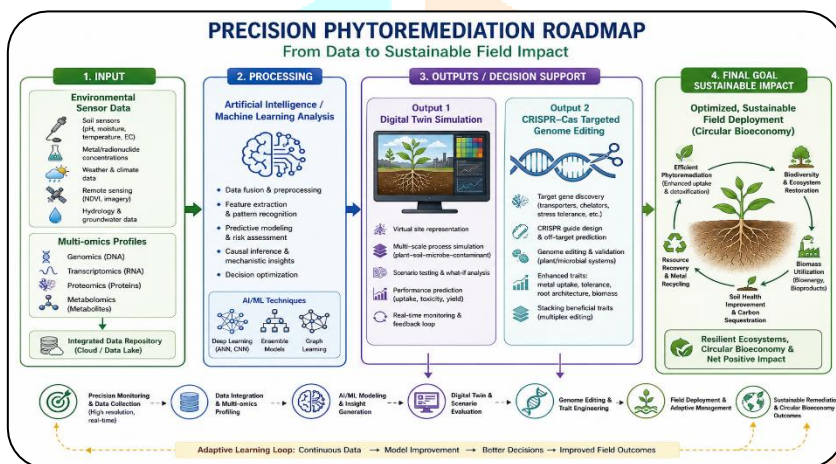 PRECISION PHYTOREMEDIATION ROADMAP
From Data to Sustainable Field Impact
1. INPUT
Environmental
Sensor Data
Soil sensors
(pH, moisture,
temperature, EC)
Metal/radionuclide
concentrations
Weather & climate
data
Remote sensing
(NDVI, imagery)
Hydrology &
groundwater data
Multi-omics Profiles
Genomics (DNA)
Transcriptomics (RNA)
Proteomics (Proteins)
Metabolomics
(Metabolites)
Integrated Data Repository
(Cloud / Data Lake)
2. PROCESSING
Artificial Intelligence /
Machine Learning Analysis
• Data fusion & preprocessing
• Feature extraction
& pattern recognition
• Predictive modeling
& risk assessment
• Causal inference &
mechanistic insights
• Decision optimization
AI/ML Techniques
Deep Learning
(ANN, CNN)
Ensemble
Models
Graph
Learning
3. OUTPUTS / DECISION SUPPORT
Output 1
Digital Twin Simulation
Virtual site representation
Multi-scale process simulation
(plant–soil–microbe–contaminant)
Scenario testing & what-if analysis
Performance prediction
(uptake, toxicity, yield)
Real-time monitoring &
feedback loop
Output 2
CRISPR–Cas Targeted
Genome Editing
Target gene discovery
(transporters, chelators,
stress tolerance, etc.)
CRISPR guide design
& off-target prediction
Genome editing & validation
(plant/microbial systems)
Enhanced traits:
metal uptake, tolerance,
root architecture, biomass
Stacking beneficial traits
(multiplex editing)
4. FINAL GOAL
SUSTAINABLE IMPACT
Optimized, Sustainable
Field Deployment
(Circular Bioeconomy)
Efficient
Phytoremediation
(Enhanced uptake
& detoxification)
Biodiversity &
Ecosystem
Restoration
Biomass
Utilization
(Bioenergy,
Bioproducts)
Soil Health
Improvement
& Carbon
Sequestration
Resource
Recovery
& Metal
Recycling
Resilient Ecosystems,
Circular Bioeconomy &
Net Positive Impact
Precision Monitoring
& Data Collection
(High resolution,
real-time)
Data Integration
& Multi-omics
Profiling
AI/ML Modeling
& Insight
Generation
Digital Twin &
Scenario
Evaluation
Genome Editing &
Trait Engineering
Field Deployment &
Adaptive Management
Sustainable Remediatio
& Circular Bioeconomy
Outcomes
Adaptive Learning Loop: Continuous Data → Model Improvement → Better Decisions → Improved Field Outcomes